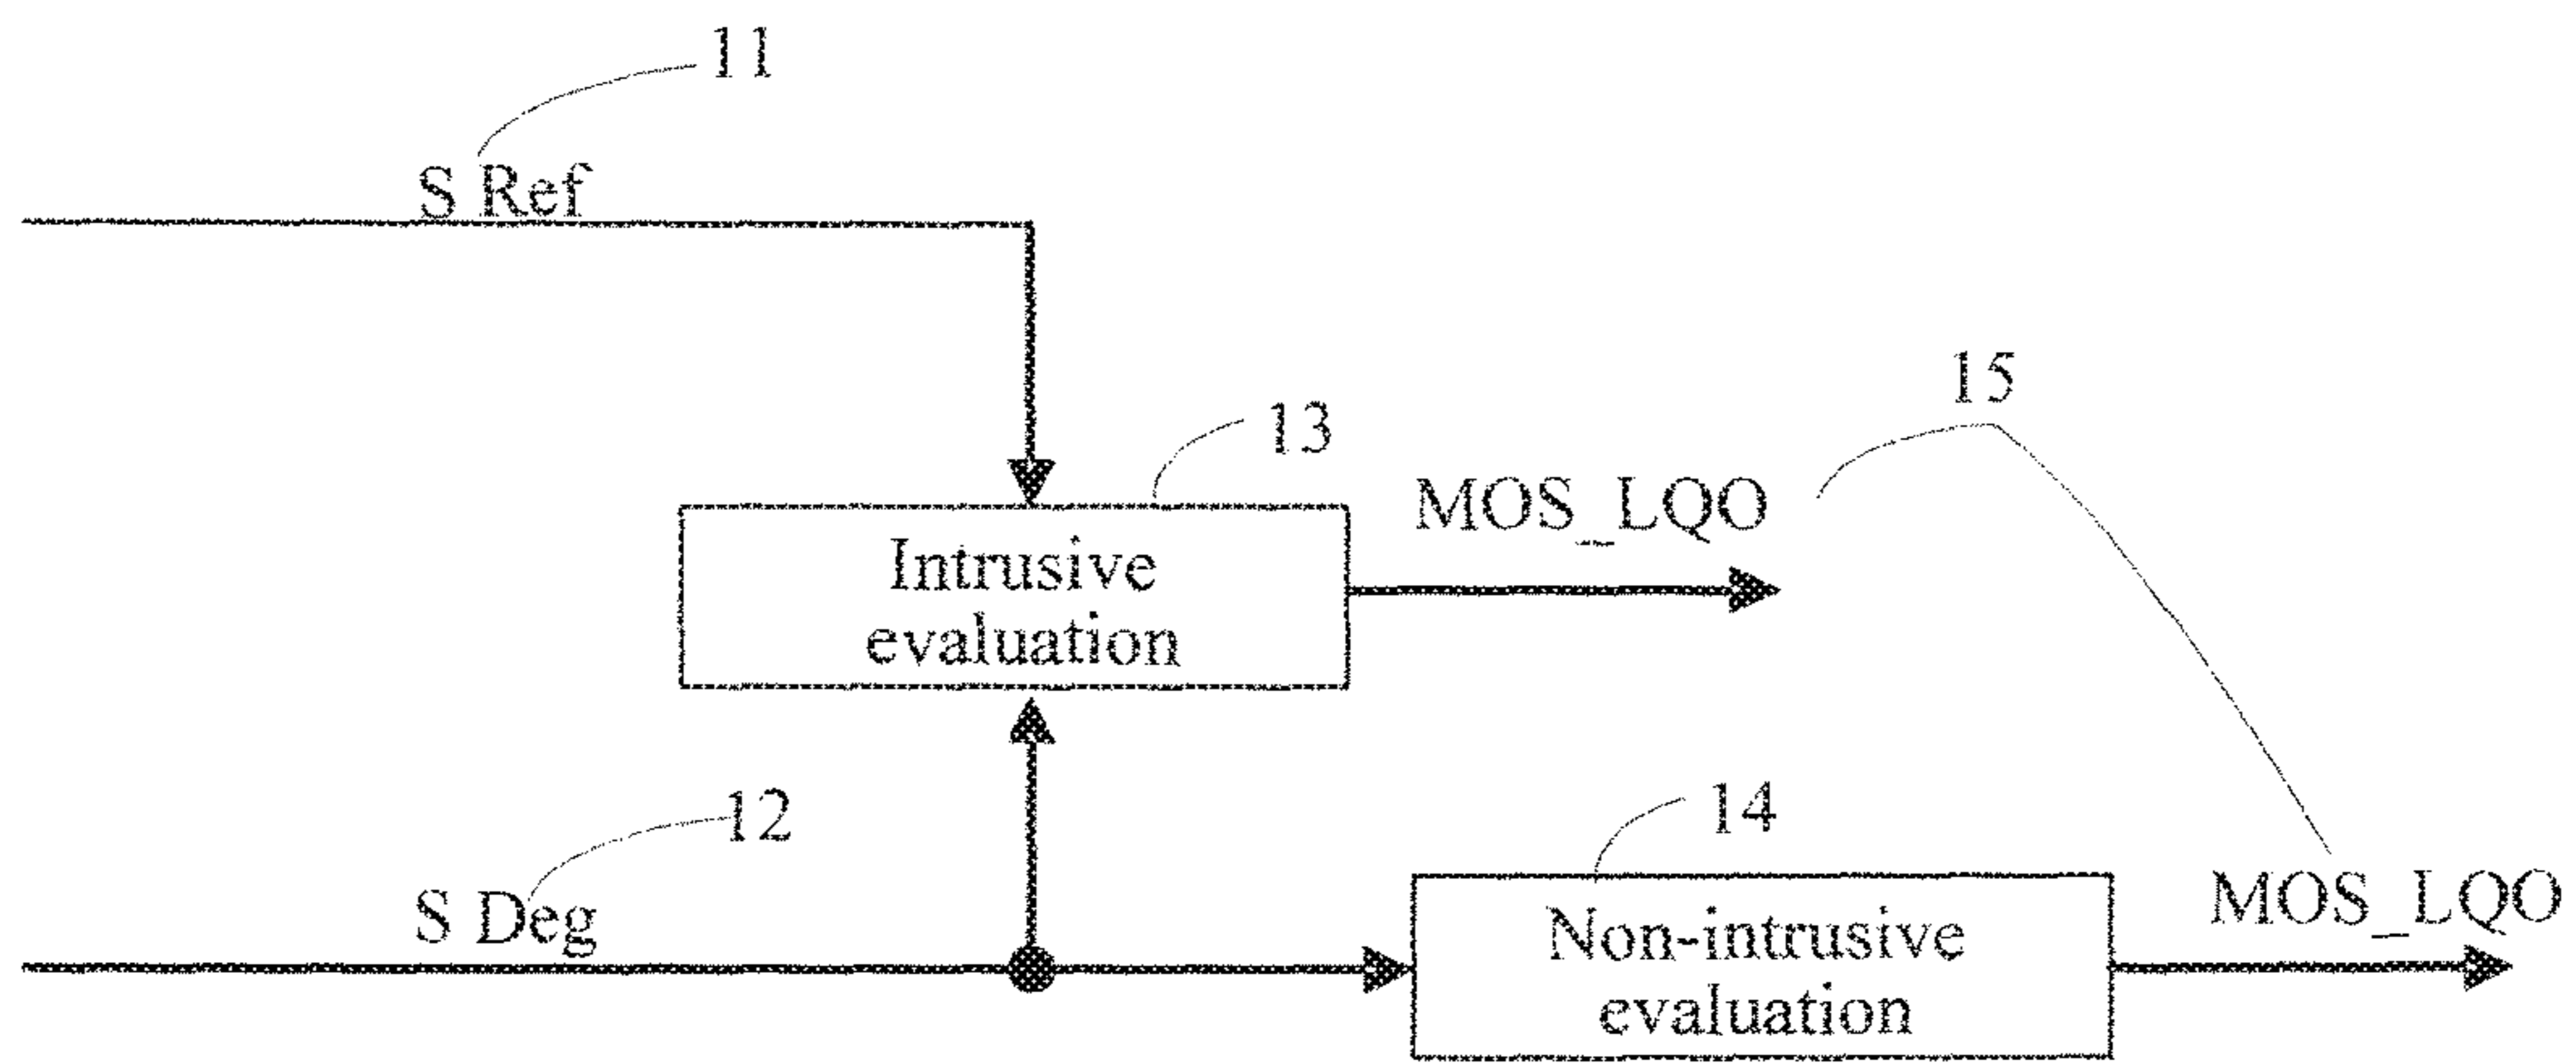 11
S Ref
15
13
MOS_LQO
Intrusive
evaluation
12
14
S Deg
MOS_LQO
Non-intrusive
evaluation